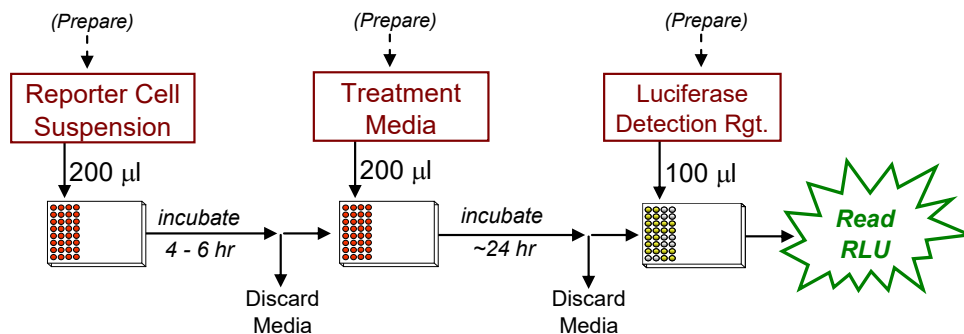 (Prepare)
(Prepare)
(Prepare)
Reporter Cell
Suspension
Treatment
Media
Luciferase
Detection Rgt.
200 µl
200 µl
100 µl
incubate
4 - 6 hr
incubate
~24 hr
Read
RLU
Discard
Media
Discard
Media